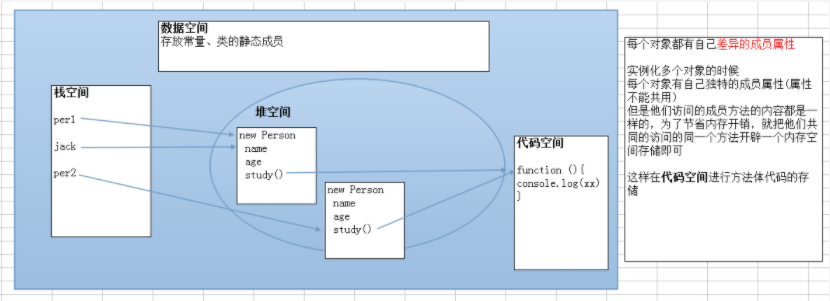 数据空间
存放常量、类的静态成员
栈空间
per1
jack
per2
堆空间
new Person
name
age
study()
new Person
name
age
study()
代码空间
function (){
console.log(xx)
}
每个对象都有自己差异的成员属性
实例化多个对象的时候
每个对象有自己独特的成员属性(属性
不能共用)
但是他们访问的成员方法的内容都是一
样的，为了节省内存开销，就把他们共
同的访问的同一个方法开辟一个内存空
间存储即可
这样在代码空间进行方法体代码的存
储